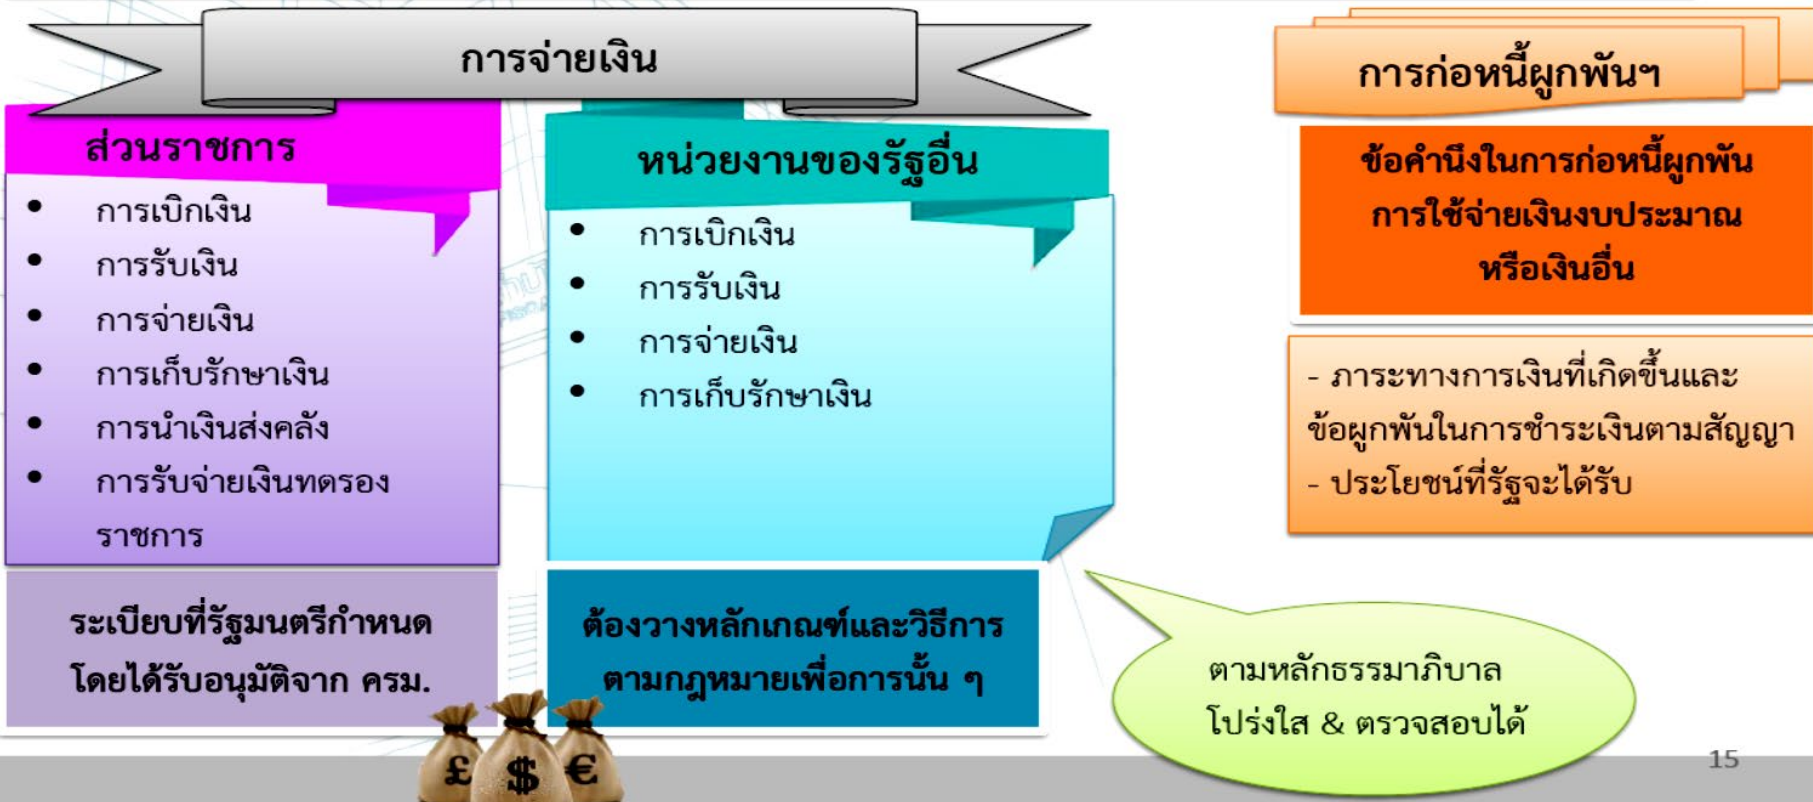 การจ่ายเงิน
ส่วนราชการ
• การเบิกเงิน
• การรับเงิน
• การจ่ายเงิน
• การเก็บรักษาเงิน
• การนำเงินส่งคลัง
• การรับจ่ายเงินทดรอง
ราชการ
ระเบียบที่รัฐมนตรีกำหนด
โดยได้รับอนุมัติจาก ครม.
หน่วยงานของรัฐอื่น
• การเบิกเงิน
• การรับเงิน
• การจ่ายเงิน
• การเก็บรักษาเงิน
ต้องวางหลักเกณฑ์และวิธีการ
ตามกฎหมายเพื่อการนั้น ๆ
ตามหลักธรรมาภิบาล
โปร่งใส & ตรวจสอบได้
การก่อหนี้ผูกพันฯ
ข้อคำนึงในการก่อหนี้ผูกพัน
การใช้จ่ายเงินงบประมาณ
หรือเงินอื่น
- ภาระทางการเงินที่เกิดขึ้นและ
ข้อผูกพันในการชำระเงินตามสัญญา
- ประโยชน์ที่รัฐจะได้รับ
£ $ €
15